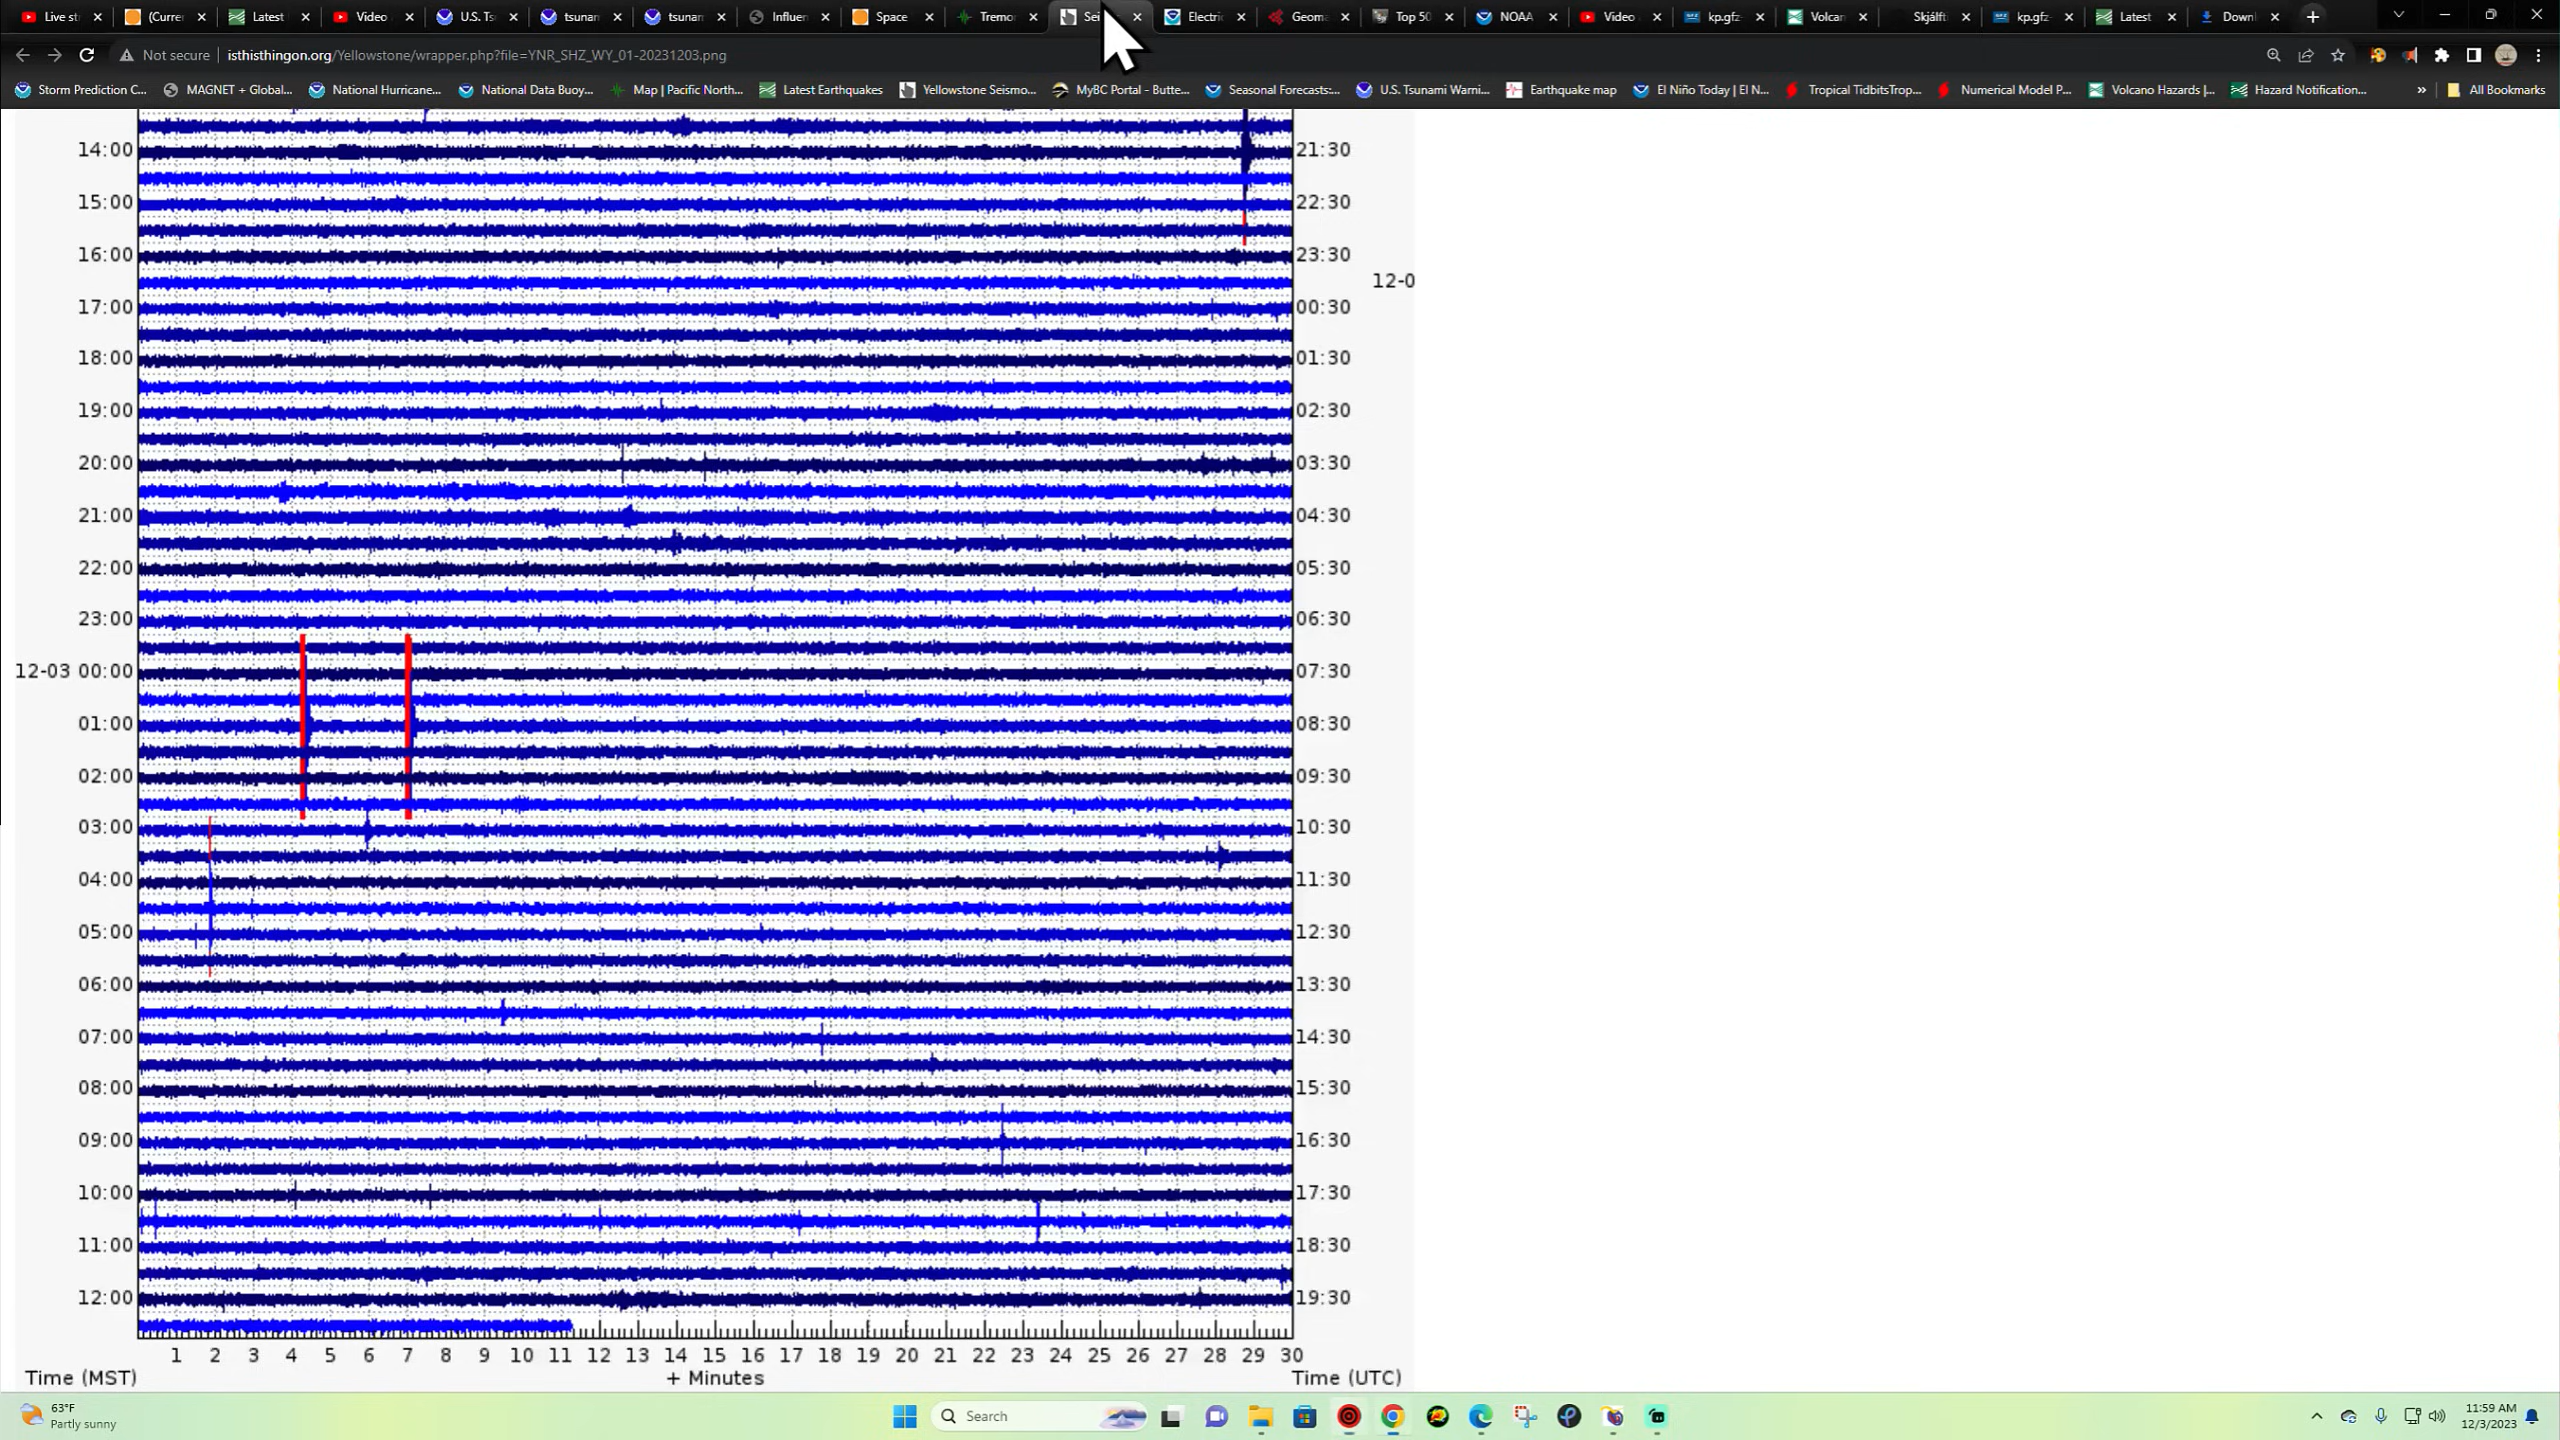 Live st
(Curre
Latest
Video
U.S. Ts
tsunan
tsunan
Influen
Space
Tremo
Sei
Electri
Geoma
Top 50
NOAA
Video
kp.gfz-
Volcan
Skjálft
kp.gfz-
Latest
Downl
Not secure
isthisthingon.org/Yellowstone/wrapper.php?file=YNR_SHZ_WY_01-20231203.png
Storm Prediction C...
MAGNET + Global...
National Hurricane...
National Data Buoy...
Map | Pacific North...
Latest Earthquakes
Yellowstone Seismo...
MyBC Portal - Butte...
Seasonal Forecasts:...
U.S. Tsunami Warni...
Earthquake map
El Niño Today | El N...
Tropical TidbitsTrop...
Numerical Model P...
Volcano Hazards |...
Hazard Notification...
»
All Bookmarks
14:00 21:30
15:00 22:30
16:00 23:30
12-0
17:00 00:30
18:00 01:30
19:00 02:30
20:00 03:30
21:00 04:30
22:00 05:30
23:00 06:30
12-03 00:00 07:30
01:00 08:30
02:00 09:30
03:00 10:30
04:00 11:30
05:00 12:30
06:00 13:30
07:00 14:30
08:00 15:30
09:00 16:30
10:00 17:30
11:00 18:30
12:00 19:30
1 2 3 4 5 6 7 8 9 10 11 12 13 14 15 16 17 18 19 20 21 22 23 24 25 26 27 28 29 30
Time (MST) + Minutes Time (UTC)
63°F
Partly sunny
Search
11:59 AM
12/3/2023